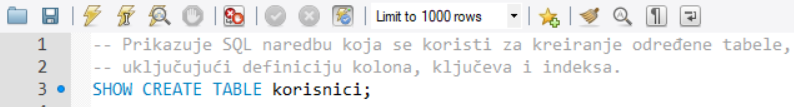 Limit to 1000 rows
1 -- Prikazuje SQL naredbu koja se koristi za kreiranje određene tabele,
2 -- uključujući definiciju kolona, ključeva i indeksa.
3 SHOW CREATE TABLE korisnici;